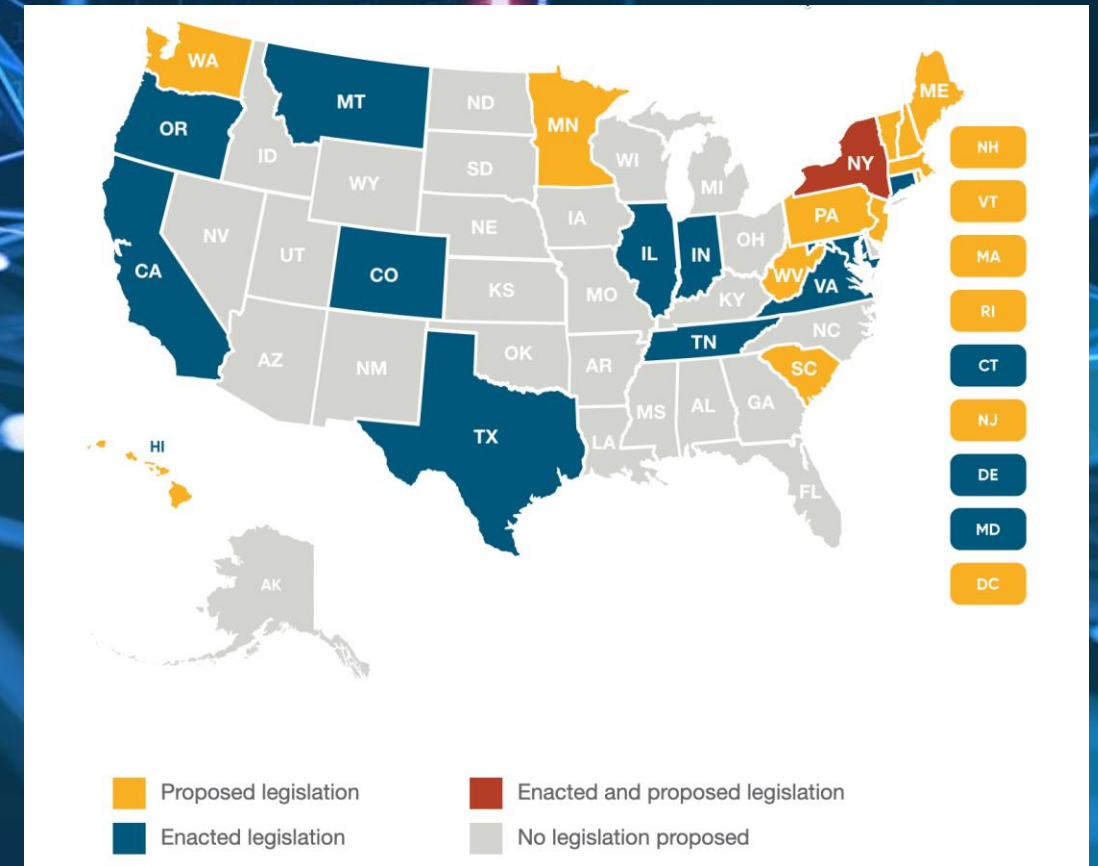 WA
MT
ND
MN
ME
OR
ID
SD
WI
NY
NH
WY
MI
VT
IA
PA
NE
OH
MA
NV
UT
IL
IN
WV
CA
CO
VA
RI
KS
MO
KY
CT
TN
NC
AZ
NM
OK
AR
SC
NJ
MS
AL
GA
TX
LA
HI
DE
FL
MD
AK
DC
Proposed legislation
Enacted and proposed legislation
Enacted legislation
No legislation proposed